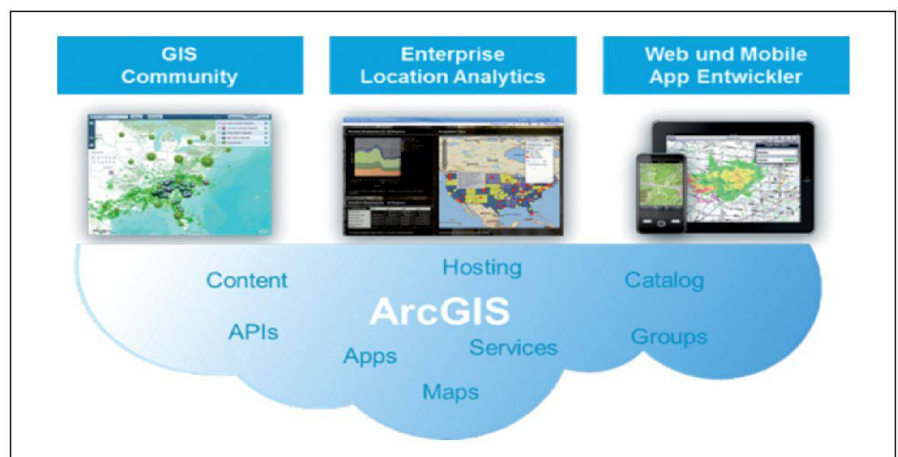 GIS
Community
Enterprise
Location Analytics
Web und Mobile
App Entwickler
Content
Hosting
Catalog
ArcGIS
APIs
Apps
Services
Groups
Maps